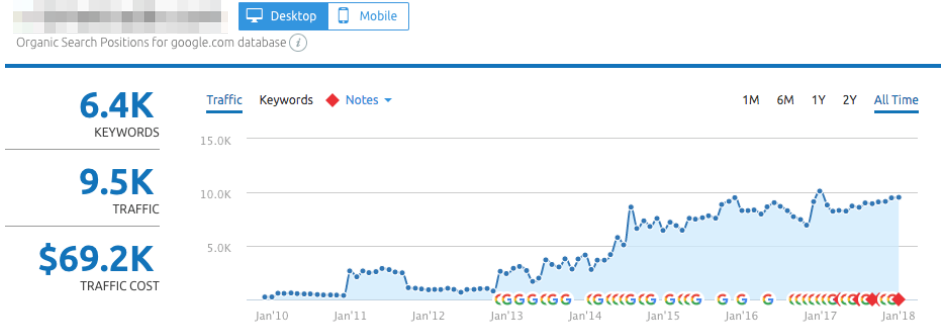 Desktop Mobile
Organic Search Positions for google.com database i
6.4K
KEYWORDS
9.5K
TRAFFIC
$69.2K
TRAFFIC COST
Traffic Keywords Notes 1M 6M 1Y 2Y All Time
15.0K
10.0K
5.0K
Jan'10 Jan'11 Jan'12 Jan'13 Jan'14 Jan'15 Jan'16 Jan'17 Jan'18